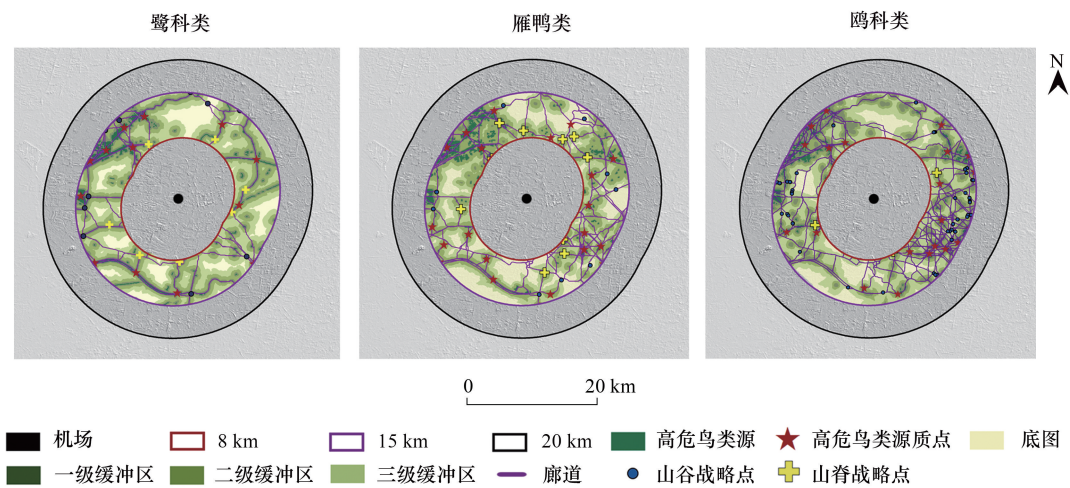 鹭科类 雁鸭类 鸥科类
N
0 20 km
机场 8 km 15 km 20 km 高危鸟类源 高危鸟类源质点 底图
一级缓冲区 二级缓冲区 三级缓冲区 廊道 山谷战略点 山脊战略点